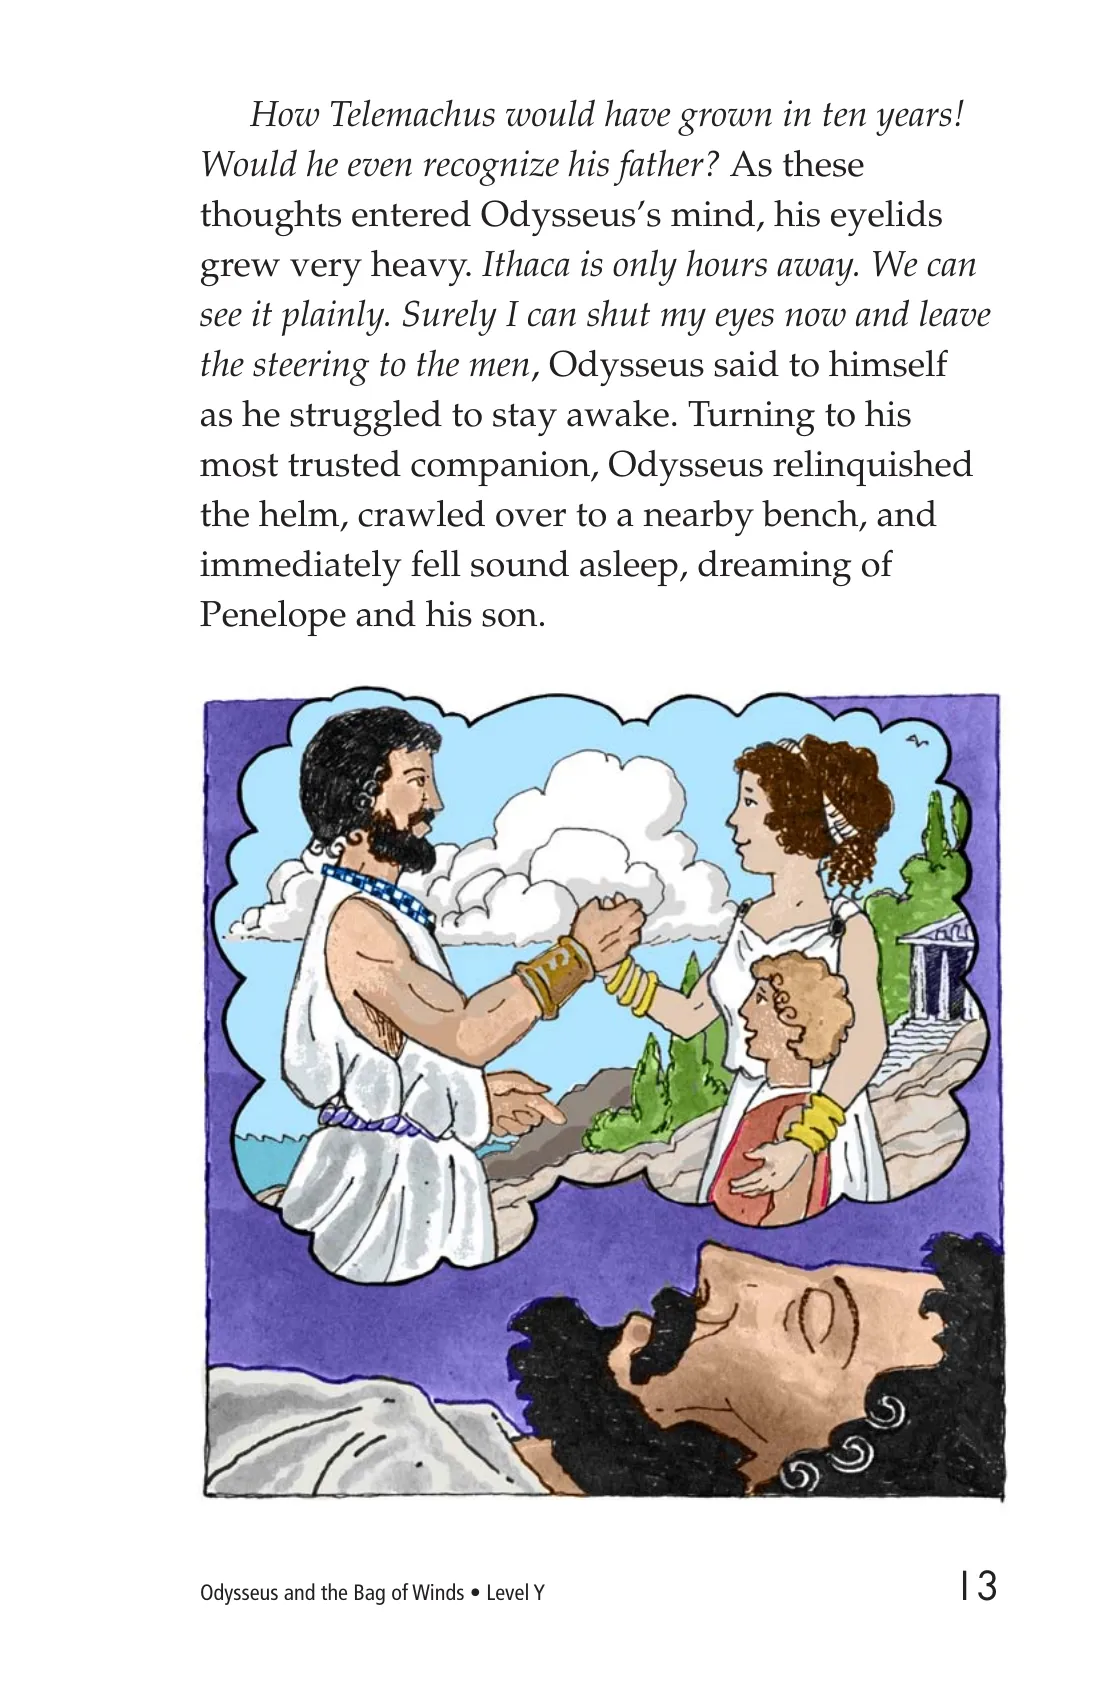 How Telemachus would have grown in ten years!
Would he even recognize his father? As these
thoughts entered Odysseus’s mind, his eyelids
grew very heavy. Ithaca is only hours away. We can
see it plainly. Surely I can shut my eyes now and leave
the steering to the men, Odysseus said to himself
as he struggled to stay awake. Turning to his
most trusted companion, Odysseus relinquished
the helm, crawled over to a nearby bench, and
immediately fell sound asleep, dreaming of
Penelope and his son.
Odysseus and the Bag of Winds • Level Y
13